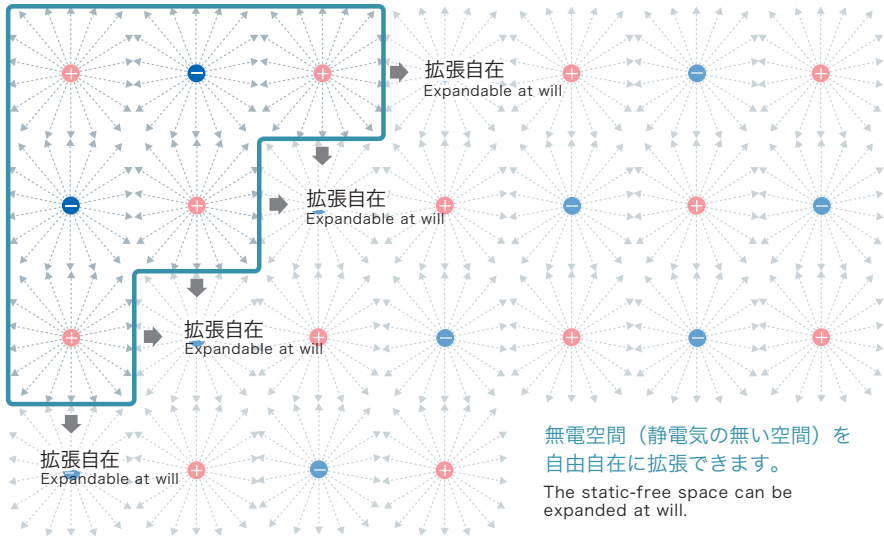 拡張自在
Expandable at will
拡張自在
Expandable at will
拡張自在
Expandable at will
拡張自在
Expandable at will
無電空間（静電気の無い空間）を
自由自在に拡張できます。
The static-free space can be
expanded at will.